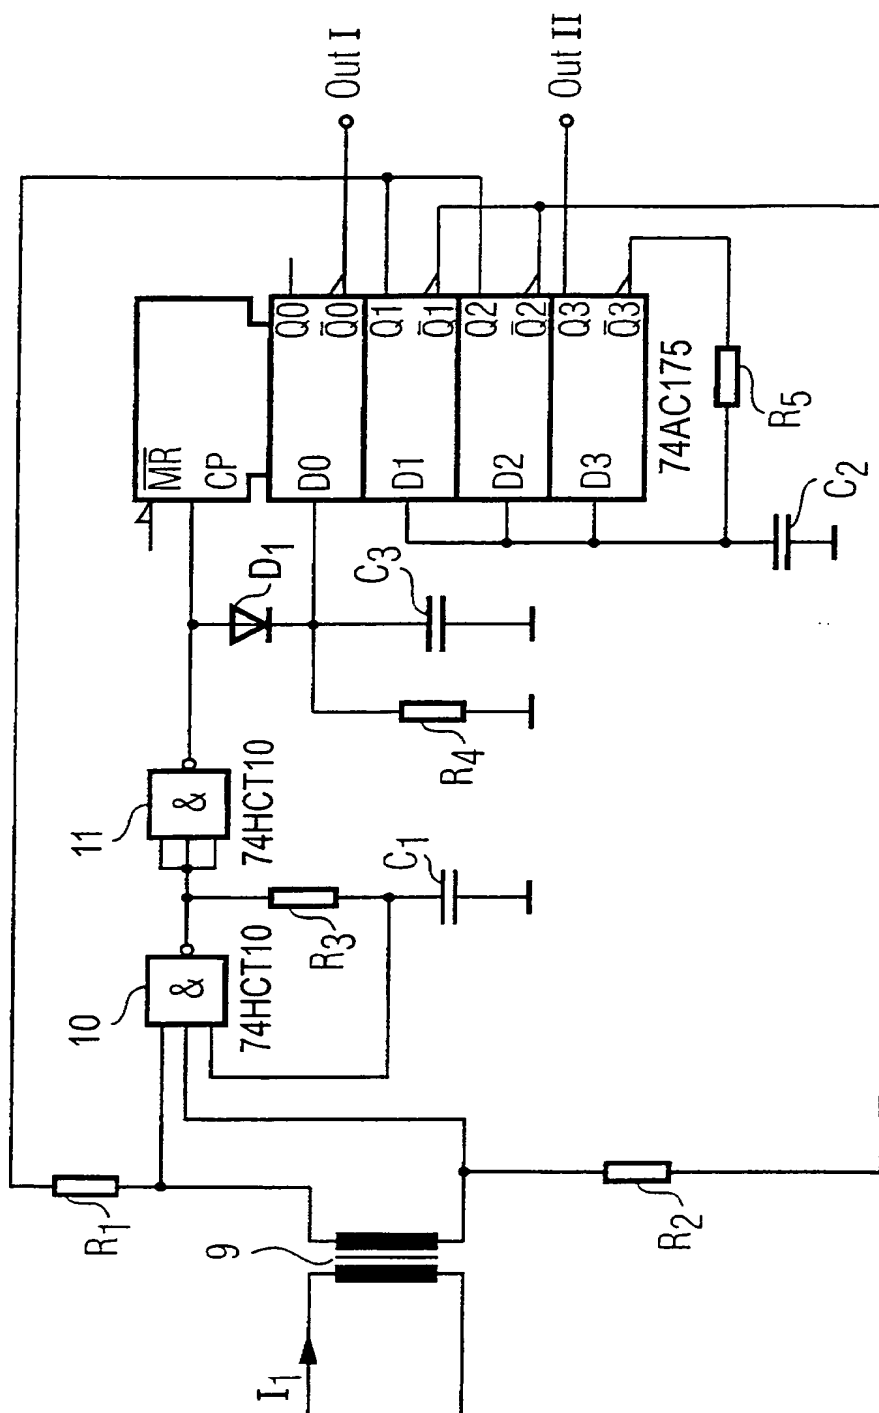 I1
9
R1
R2
10
&
74HCT10
R3
C1
11
&
74HCT10
R4
C3
D1
MR
CP
D0
D1
D2
D3
Q0
Q̅0
Q1
Q̅1
Q2
Q̅2
Q3
Q̅3
74AC175
R5
C2
Out I
Out II